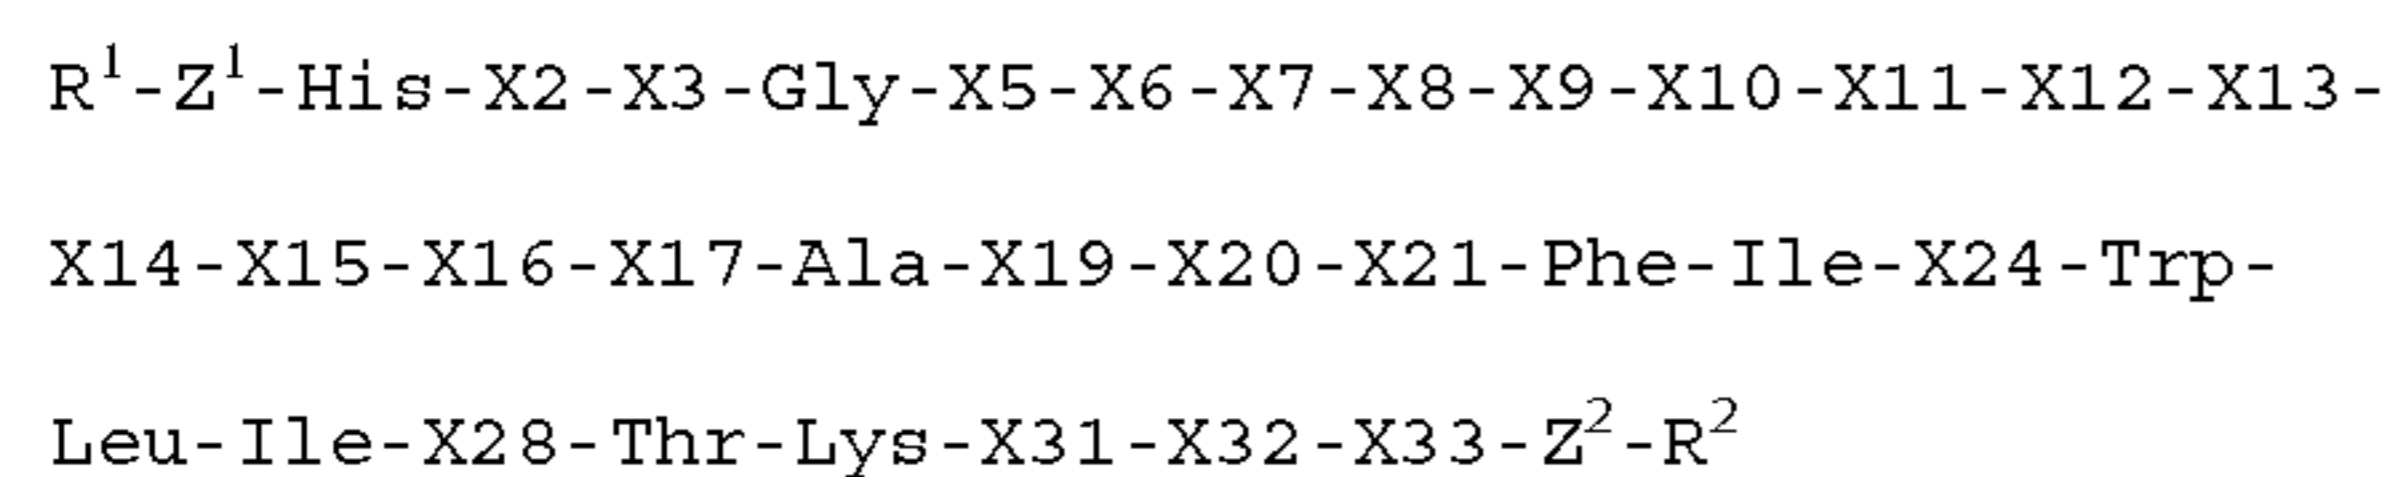 R¹-Z¹-His-X2-X3-Gly-X5-X6-X7-X8-X9-X10-X11-X12-X13-
X14-X15-X16-X17-Ala-X19-X20-X21-Phe-Ile-X24-Trp-
Leu-Ile-X28-Thr-Lys-X31-X32-X33-Z²-R²